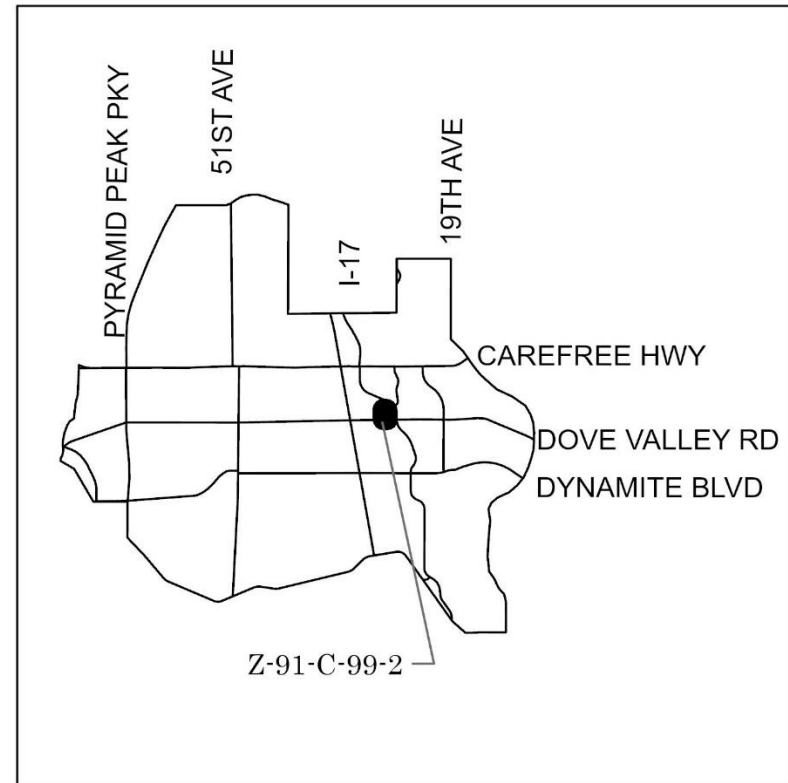 PYRAMID PEAK PKY
51ST AVE
I-17
19TH AVE
CAREFREE HWY
DOVE VALLEY RD
DYNAMITE BLVD
Z-91-C-99-2